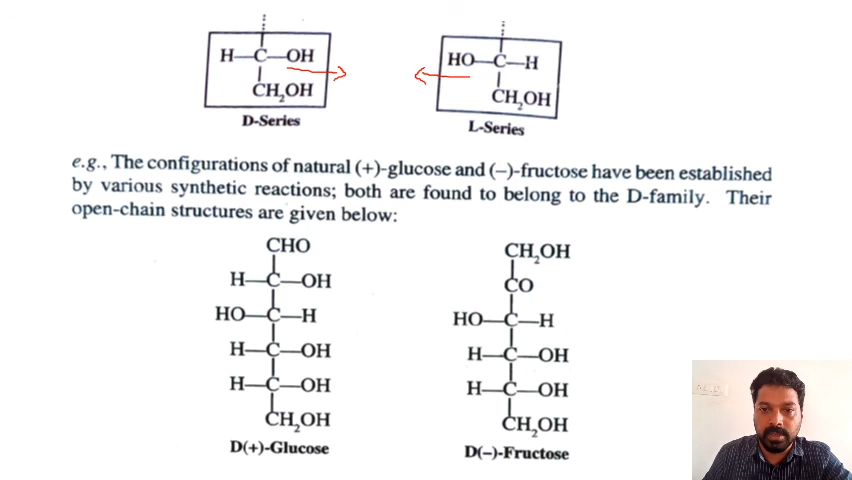 H—C—OH
CH₂OH
D-Series
HO—C—H
CH₂OH
L-Series
e.g., The configurations of natural (+)-glucose and (−)-fructose have been established
by various synthetic reactions; both are found to belong to the D-family. Their
open-chain structures are given below:
CHO
H—C—OH
HO—C—H
H—C—OH
H—C—OH
CH₂OH
D(+)-Glucose
CH₂OH
CO
HO—C—H
H—C—OH
H—C—OH
CH₂OH
D(−)-Fructose